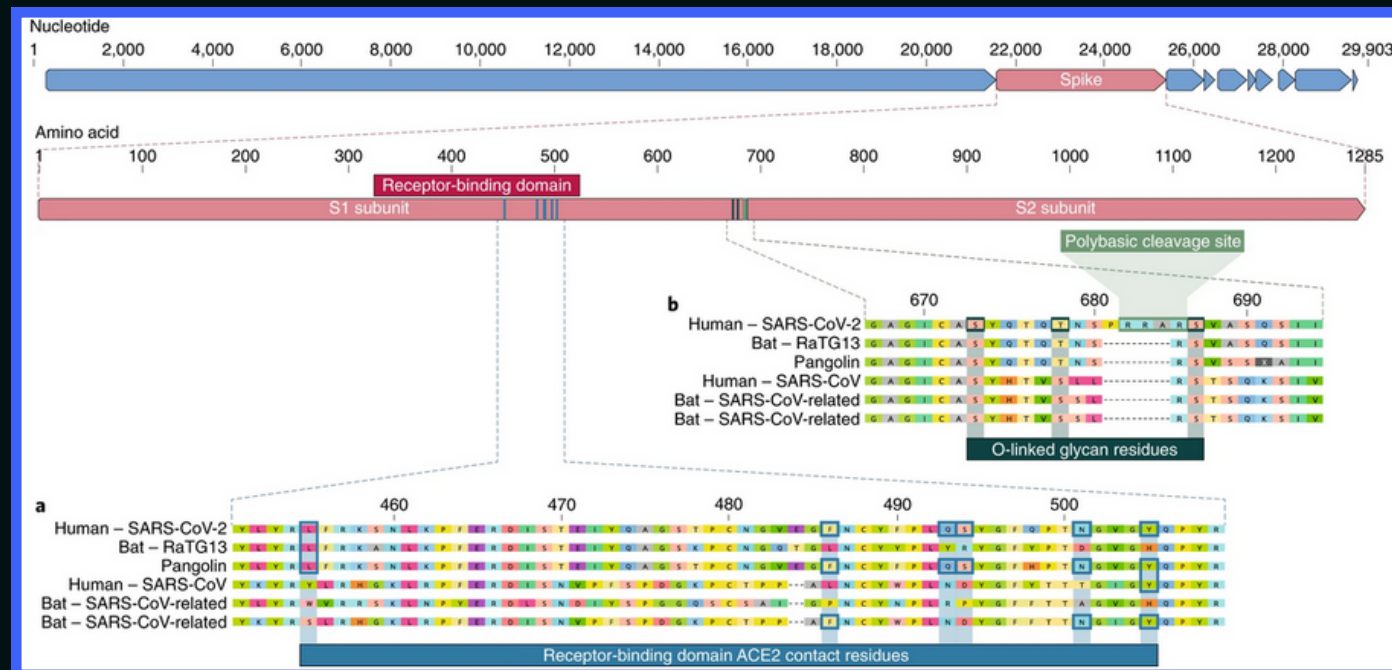 Nucleotide
1 2,000 4,000 6,000 8,000 10,000 12,000 14,000 16,000 18,000 20,000 22,000 24,000 26,000 28,000 29,903
Spike
Amino acid
1 100 200 300 400 500 600 700 800 900 1000 1100 1200 1285
Receptor-binding domain
S1 subunit S2 subunit
Polybasic cleavage site
b 670 680 690
Human – SARS-CoV-2 G A G I C A S Y Q T Q T N S P R R A R S V A S Q S I I
Bat – RaTG13 G A G I C A S Y Q T Q T N S ---------- R S V A S Q S I I
Pangolin G A G I C A S Y Q T Q T N S ---------- R S V S S X A I I
Human – SARS-CoV G A G I C A S Y H T V S L L ---------- R S T S Q K S I V
Bat – SARS-CoV-related G A G I C A S Y H T V S S L ---------- R S T S Q K S I V
Bat – SARS-CoV-related G A G I C A S Y H T V S S L ---------- R S T S Q K S I V
O-linked glycan residues
a 460 470 480 490 500
Human – SARS-CoV-2 Y L Y R L F R K S N L K P F E R D I S T E I Y Q A G S T P C N G V E G F N C Y F P L Q S Y G F Q P T N G V G Y Q P Y R
Bat – RaTG13 Y L Y R L F R K A N L K P F E R D I S T E I Y Q A G S K P C N G Q T G L N C Y Y P L Y R Y G F Y P T D G V G H Q P Y R
Pangolin Y L Y R L F R K S N L K P F E R D I S T E I Y Q A G S T P C N G V E G F N C Y F P L Q S Y G F H P T N G V G Y Q P Y R
Human – SARS-CoV Y K Y R Y L R H G K L R P F E R D I S N V P F S P D G K P C T P P --- A L N C Y W P L N D Y G F Y T T T G I G Y Q P Y R
Bat – SARS-CoV-related Y L Y R W V R R S K L N P Y E R D L S N D I Y S P G G Q S C S A I --- G P N C Y N P L R P Y G F F T T A G V G H Q P Y R
Bat – SARS-CoV-related Y K Y R S L R H G K L R P F E R D I S N V P F S P D G K P C T P P --- A F N C Y W P L N D Y G F F T T N G I G Y Q P Y R
Receptor-binding domain ACE2 contact residues